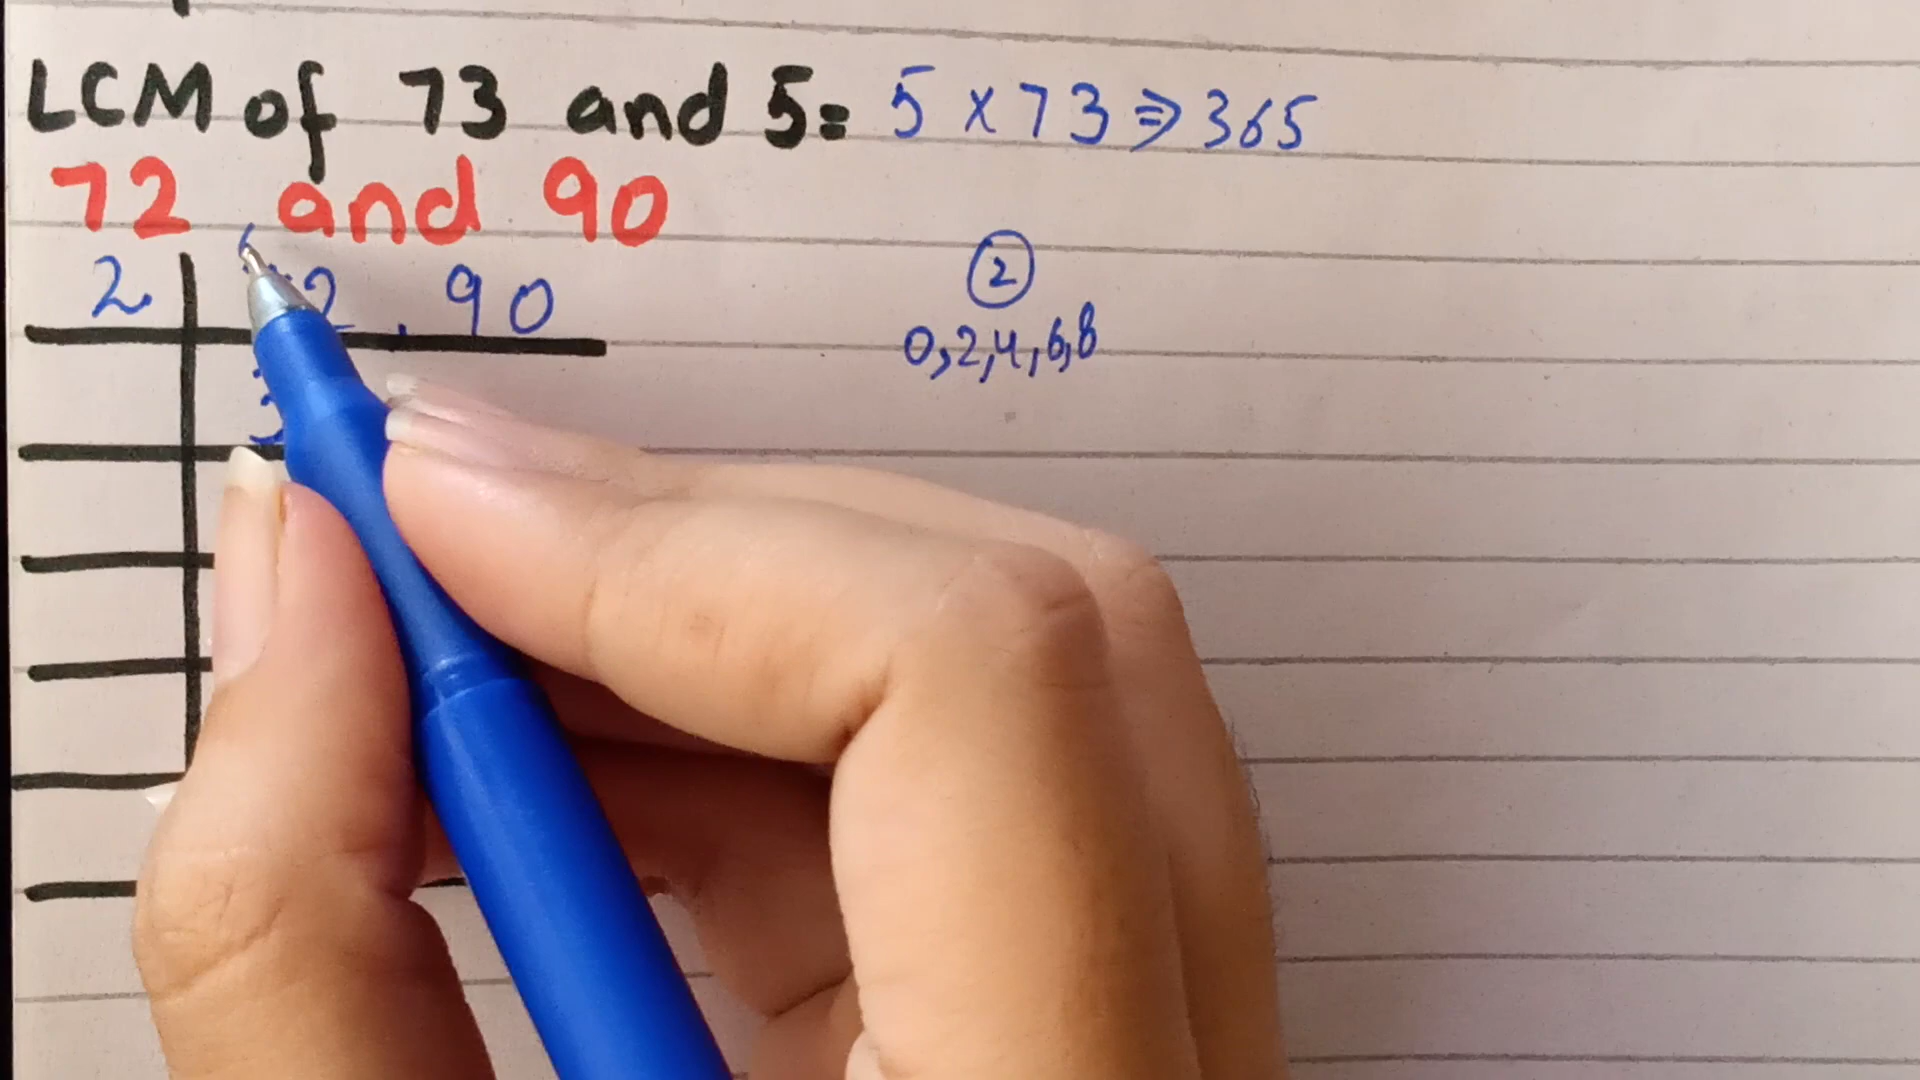 LCM of 73 and 5= 5 x 73 ⇒ 365
72 and 90
2 2 , 90
2
0,2,4,6,8